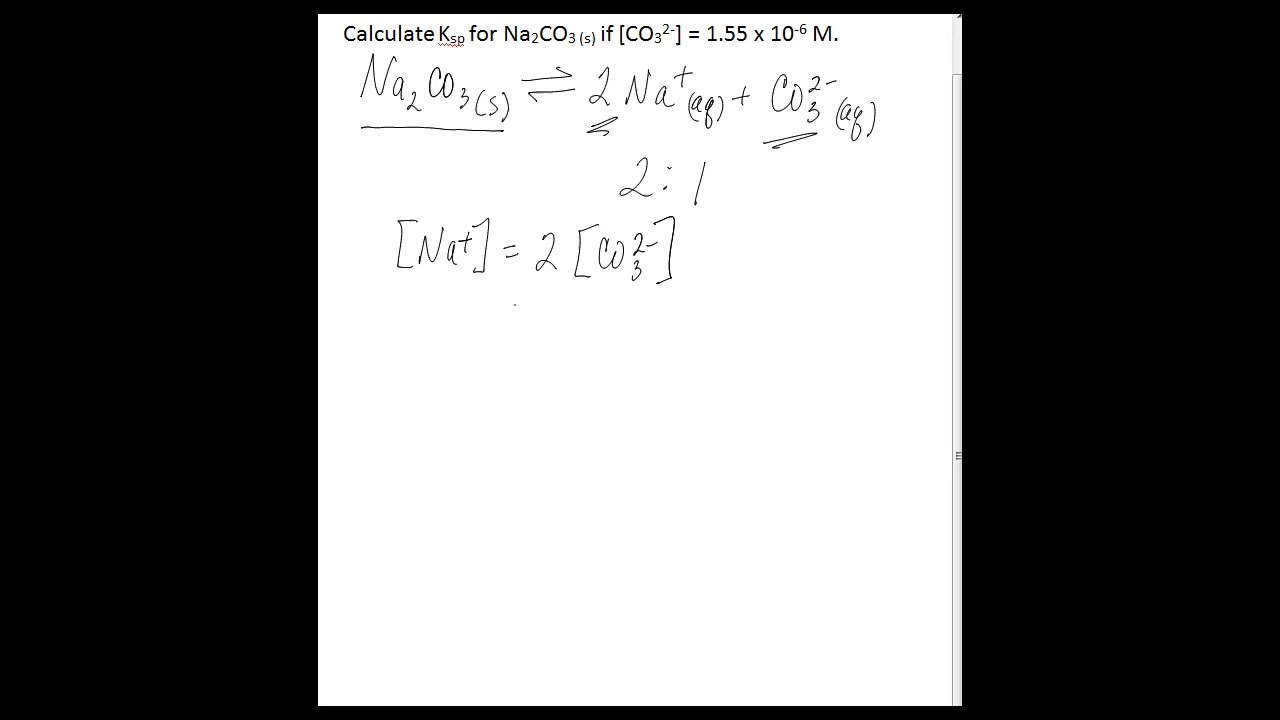 Calculate Ksp for Na₂CO₃ (s) if [CO₃²⁻] = 1.55 x 10⁻⁶ M.
Na₂CO₃(s) ⇌ 2 Na⁺(aq) + CO₃²⁻(aq)
2 : 1
[Na⁺] = 2 [CO₃²⁻]